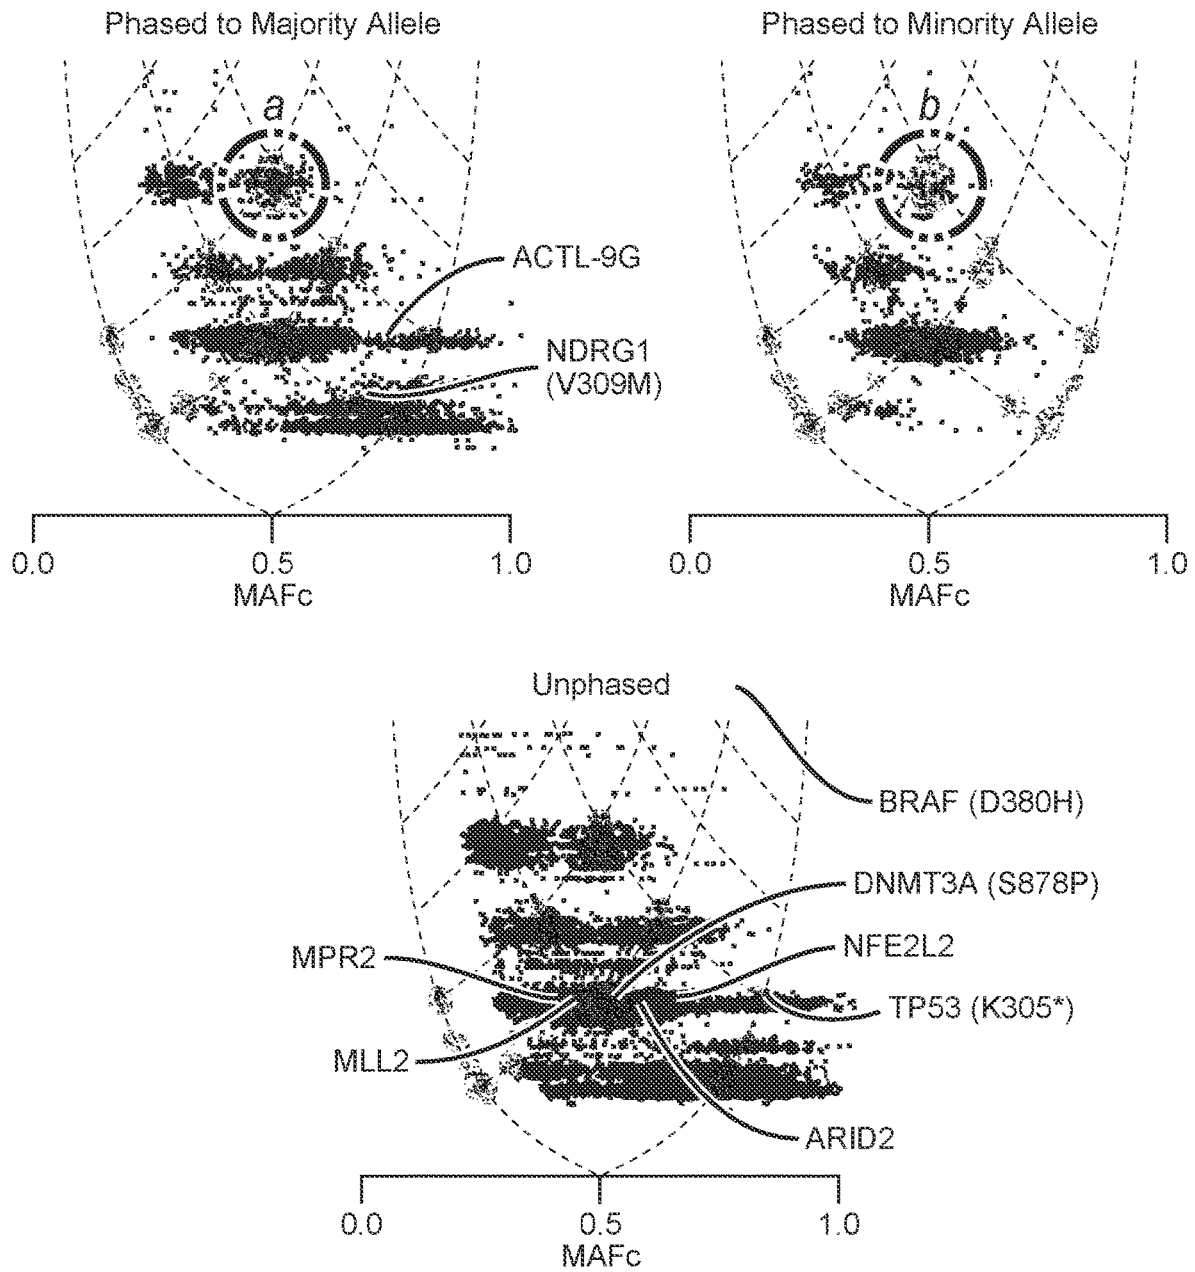 Phased to Majority Allele
Phased to Minority Allele
a
b
ACTL-9G
NDRG1
(V309M)
0.0
0.5
1.0
MAFc
0.0
0.5
1.0
MAFc
Unphased
BRAF (D380H)
DNMT3A (S878P)
MPR2
NFE2L2
TP53 (K305*)
MLL2
ARID2
0.0
0.5
1.0
MAFc